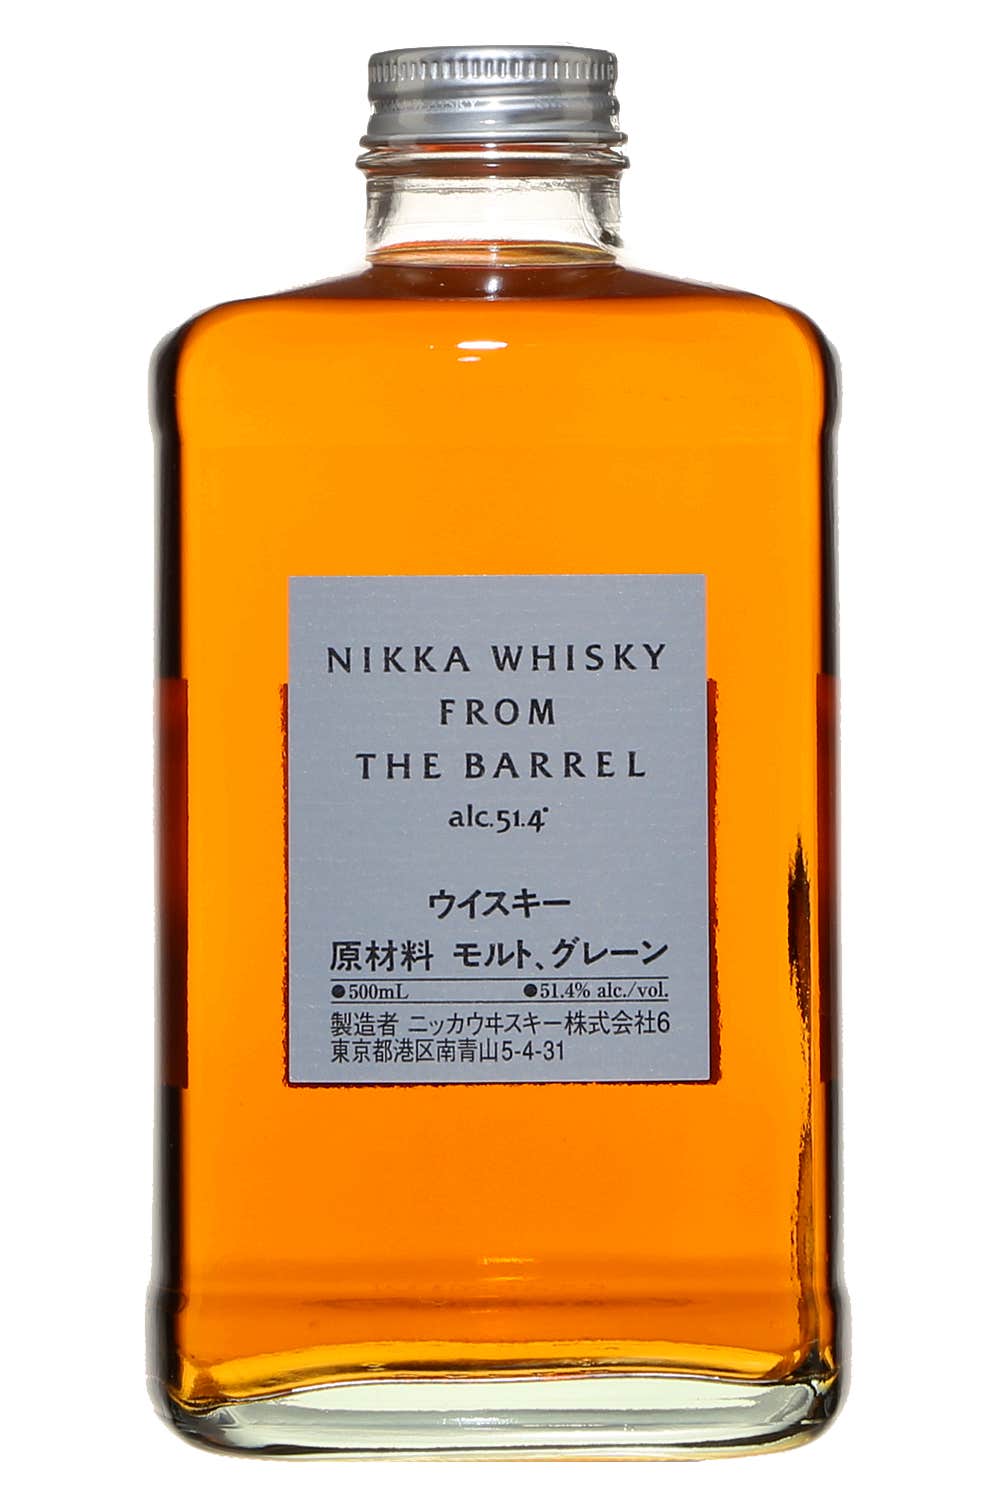 NIKKA WHISKY
FROM
THE BARREL
alc.51.4°
ウイスキー
原材料 モルト、グレーン
●500mL ●51.4% alc./vol.
製造者 ニッカウヰスキー株式会社6
東京都港区南青山5-4-31